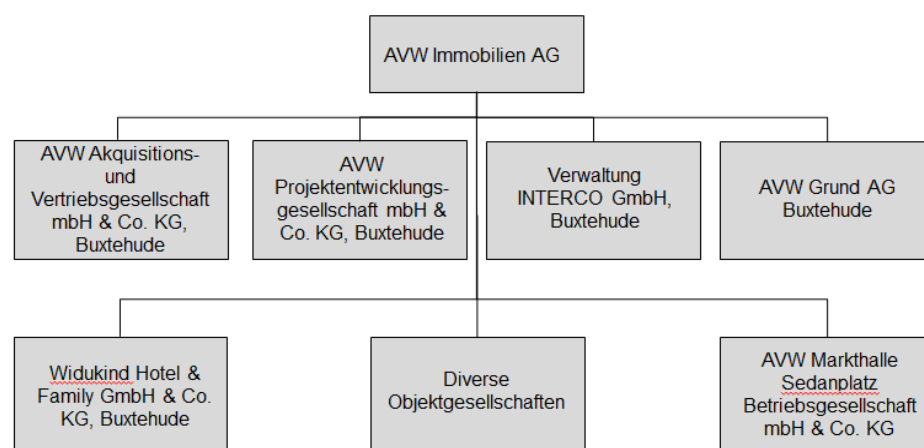 AVW Immobilien AG
AVW Akquisitions-
und
Vertriebsgesellschaft
mbH & Co. KG,
Buxtehude
AVW
Projektentwicklungs-
gesellschaft mbH &
Co. KG, Buxtehude
Verwaltung
INTERCO GmbH,
Buxtehude
AVW Grund AG
Buxtehude
Widukind Hotel &
Family GmbH & Co.
KG, Buxtehude
Diverse
Objektgesellschaften
AVW Markthalle
Sedanplatz
Betriebsgesellschaft
mbH & Co. KG